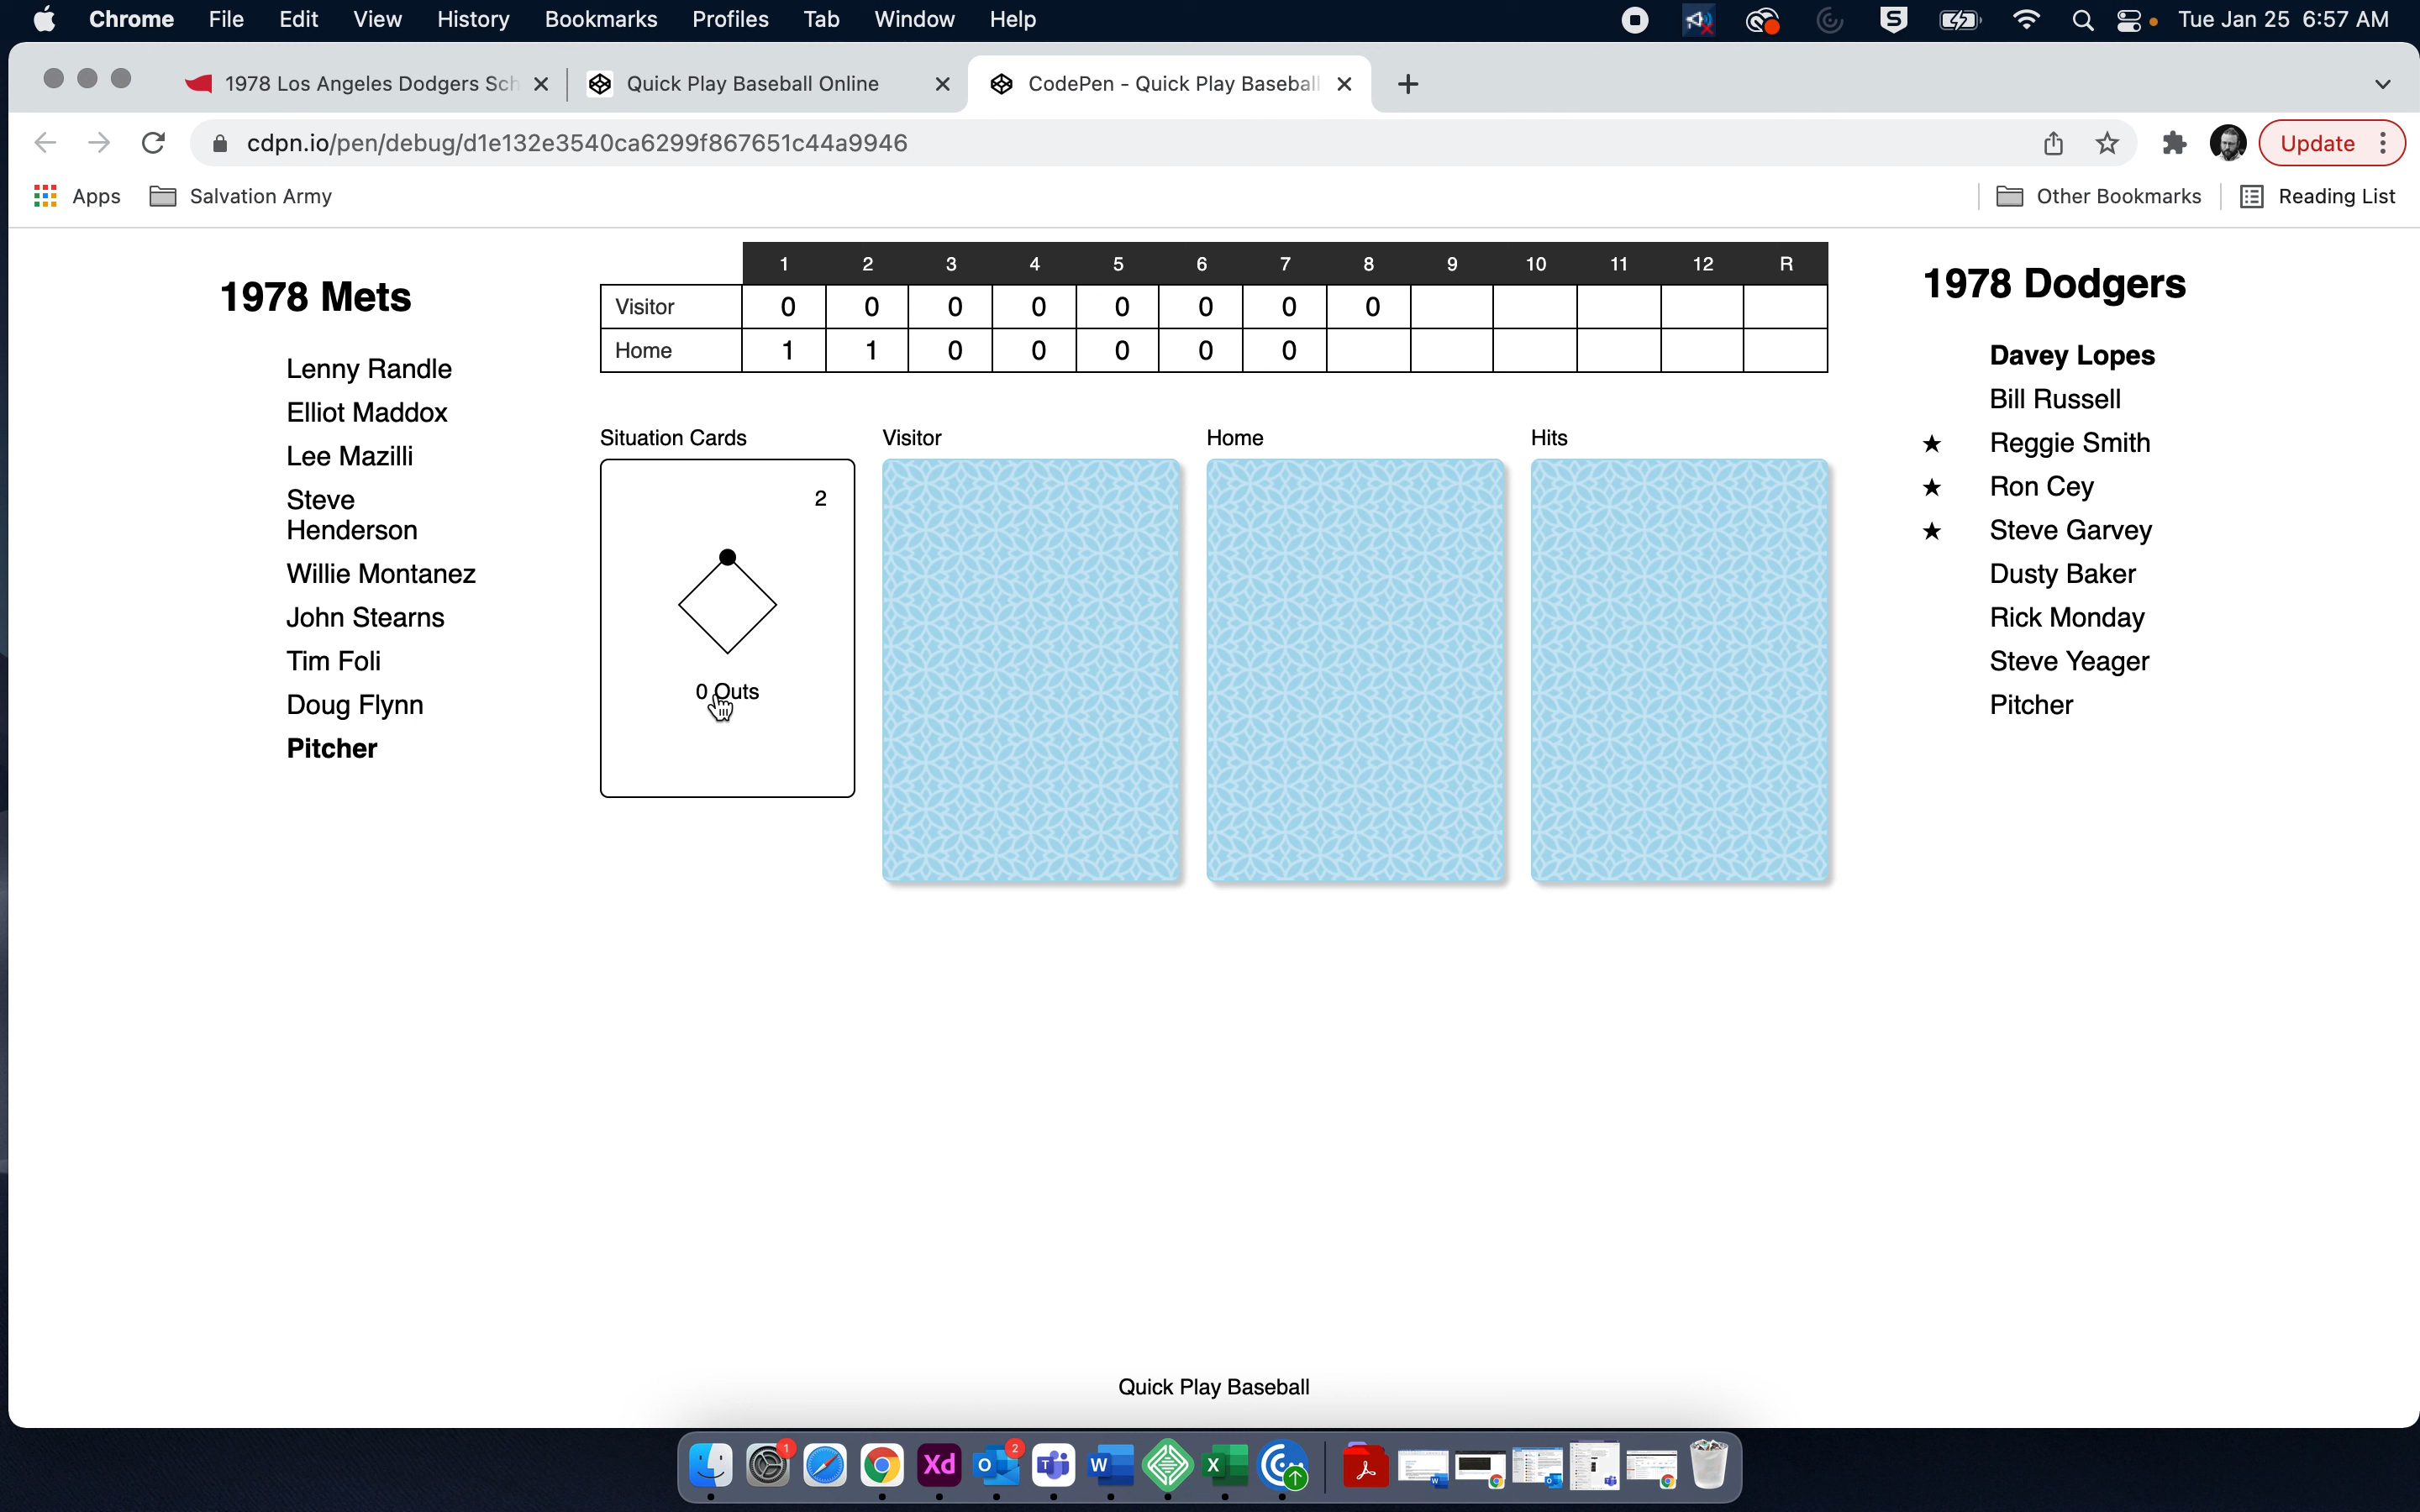 Chrome File Edit View History Bookmarks Profiles Tab Window Help Tue Jan 25 6:57 AM
1978 Los Angeles Dodgers Sch Quick Play Baseball Online CodePen - Quick Play Baseball
cdpn.io/pen/debug/d1e132e3540ca6299f867651c44a9946 Update
Apps Salvation Army Other Bookmarks Reading List
1 2 3 4 5 6 7 8 9 10 11 12 R
Visitor 0 0 0 0 0 0 0 0
Home 1 1 0 0 0 0 0
1978 Mets
Lenny Randle
Elliot Maddox
Lee Mazilli
Steve
Henderson
Willie Montanez
John Stearns
Tim Foli
Doug Flynn
Pitcher
Situation Cards Visitor Home Hits
2
0 Outs
1978 Dodgers
Davey Lopes
Bill Russell
★ Reggie Smith
★ Ron Cey
★ Steve Garvey
Dusty Baker
Rick Monday
Steve Yeager
Pitcher
Quick Play Baseball
1 Xd 2 O T W X